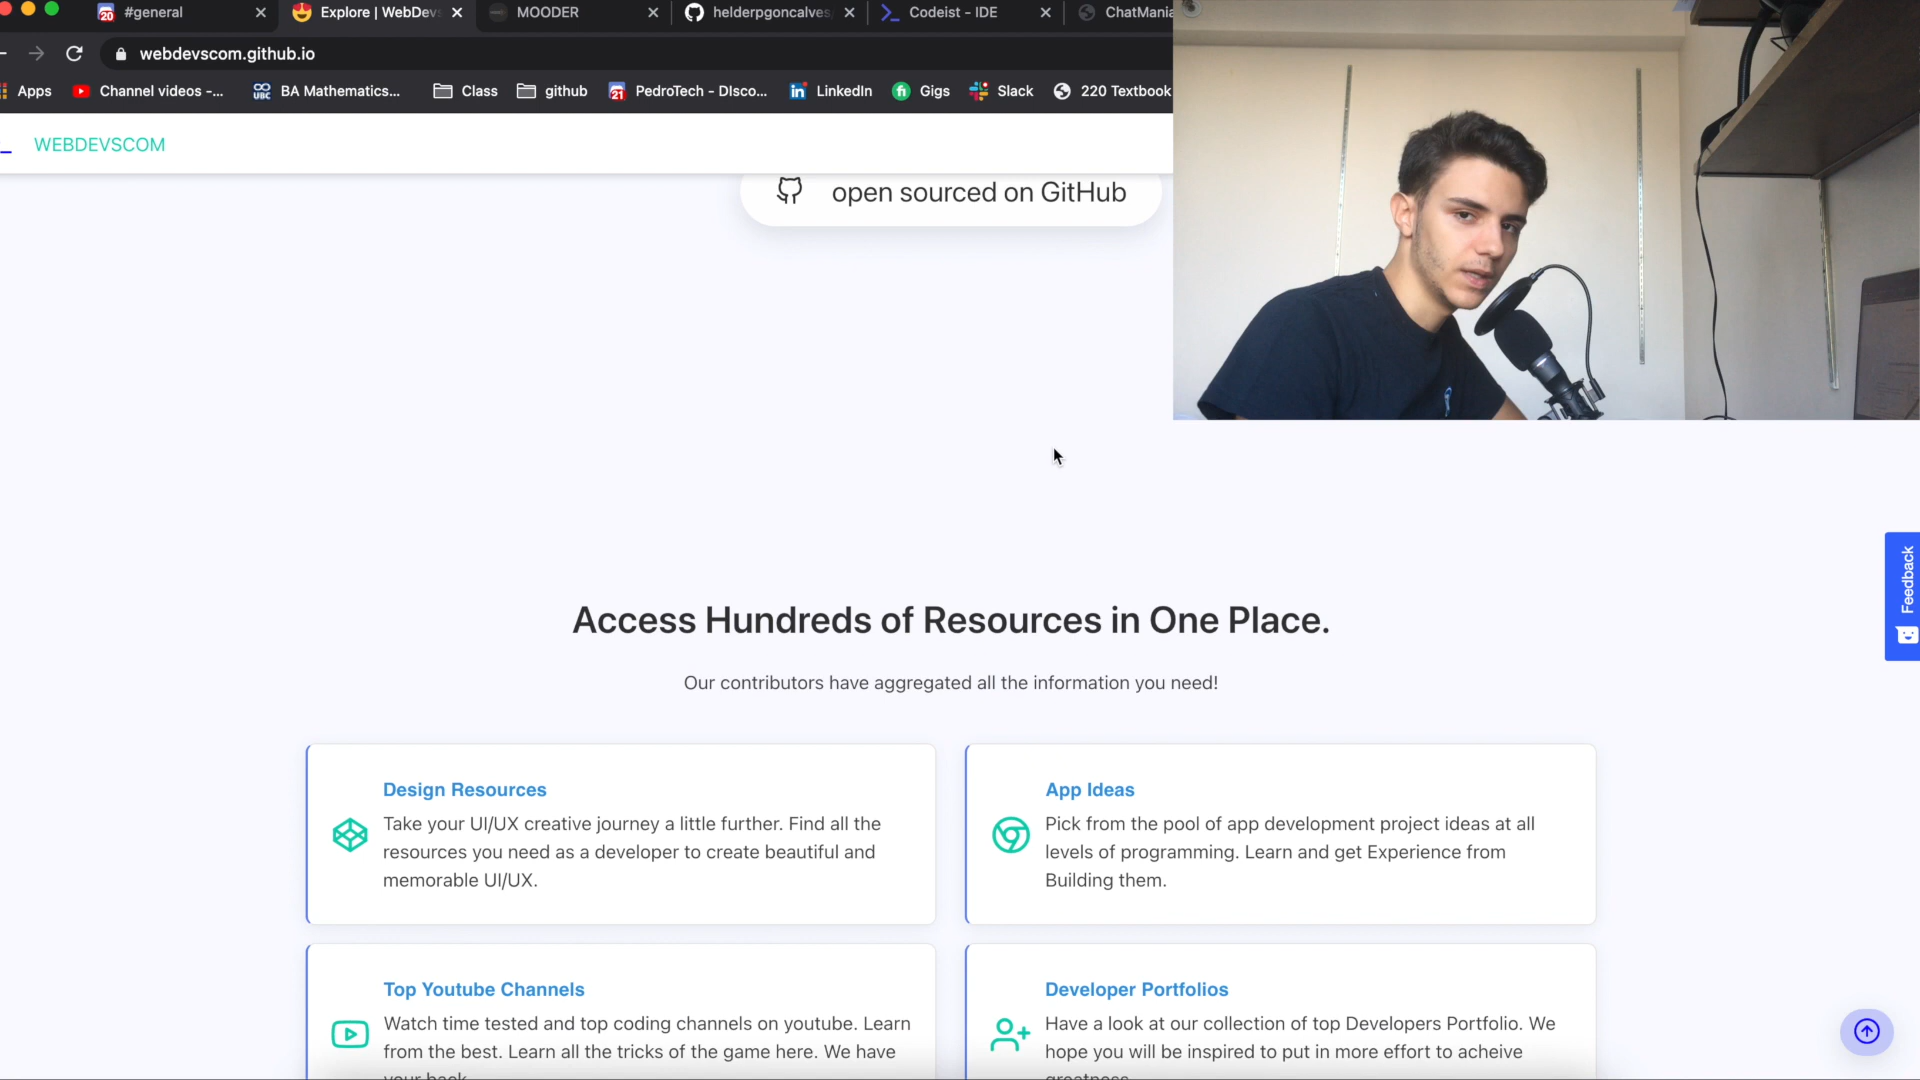 #general
Explore | WebDevs
MOODER
helderpgoncalves
Codeist - IDE
ChatMania
webdevscom.github.io
Apps
Channel videos -...
BA Mathematics...
Class
github
PedroTech - DIsco...
LinkedIn
Gigs
Slack
220 Textbook
WEBDEVSCOM
open sourced on GitHub
Feedback
Access Hundreds of Resources in One Place.
Our contributors have aggregated all the information you need!
Design Resources
Take your UI/UX creative journey a little further. Find all the
resources you need as a developer to create beautiful and
memorable UI/UX.
App Ideas
Pick from the pool of app development project ideas at all
levels of programming. Learn and get Experience from
Building them.
Top Youtube Channels
Watch time tested and top coding channels on youtube. Learn
from the best. Learn all the tricks of the game here. We have
your back
Developer Portfolios
Have a look at our collection of top Developers Portfolio. We
hope you will be inspired to put in more effort to acheive
greatness